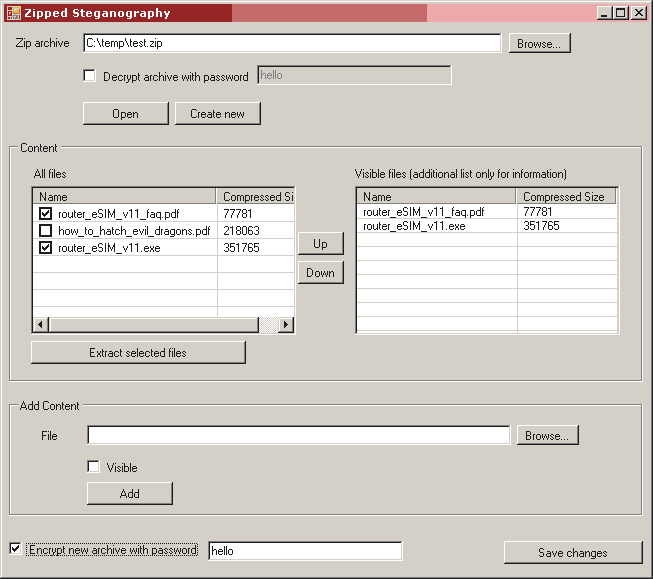 Zipped Steganography
Zip archive C:\temp\test.zip Browse...
Decrypt archive with password hello
Open Create new
Content
All files Visible files (additional list only for information)
Name Compressed Si Name Compressed Size
router_eSIM_v11_faq.pdf 77781 router_eSIM_v11_faq.pdf 77781
how_to_hatch_evil_dragons.pdf 218063 router_eSIM_v11.exe 351765
router_eSIM_v11.exe 351765
Up
Down
Extract selected files
Add Content
File Browse...
Visible
Add
Encrypt new archive with password hello Save changes